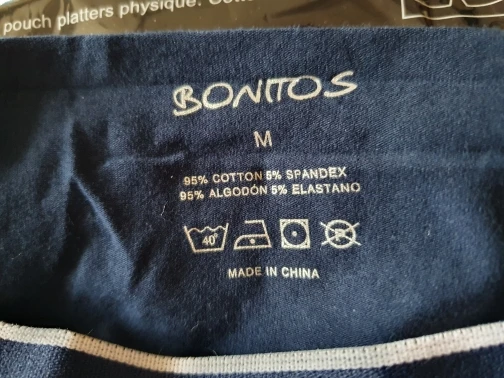 pouch platters physique.
BONITOS
M
95% COTTON 5% SPANDEX
95% ALGODÓN 5% ELASTANO
40°
MADE IN CHINA